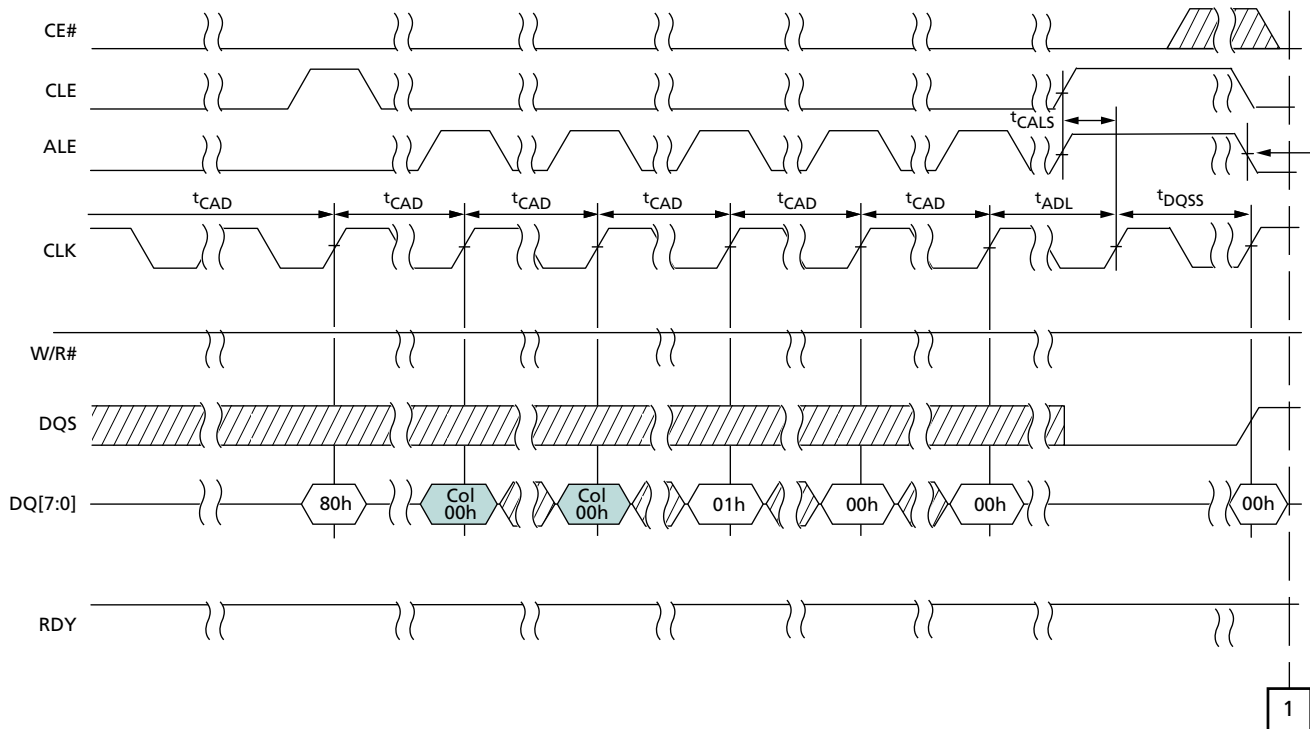 CE#
CLE
tCALS
ALE
tCAD tCAD tCAD tCAD tCAD tCAD tADL tDQSS
CLK
W/R#
DQS
DQ[7:0] 80h Col 00h Col 00h 01h 00h 00h 00h
RDY
1